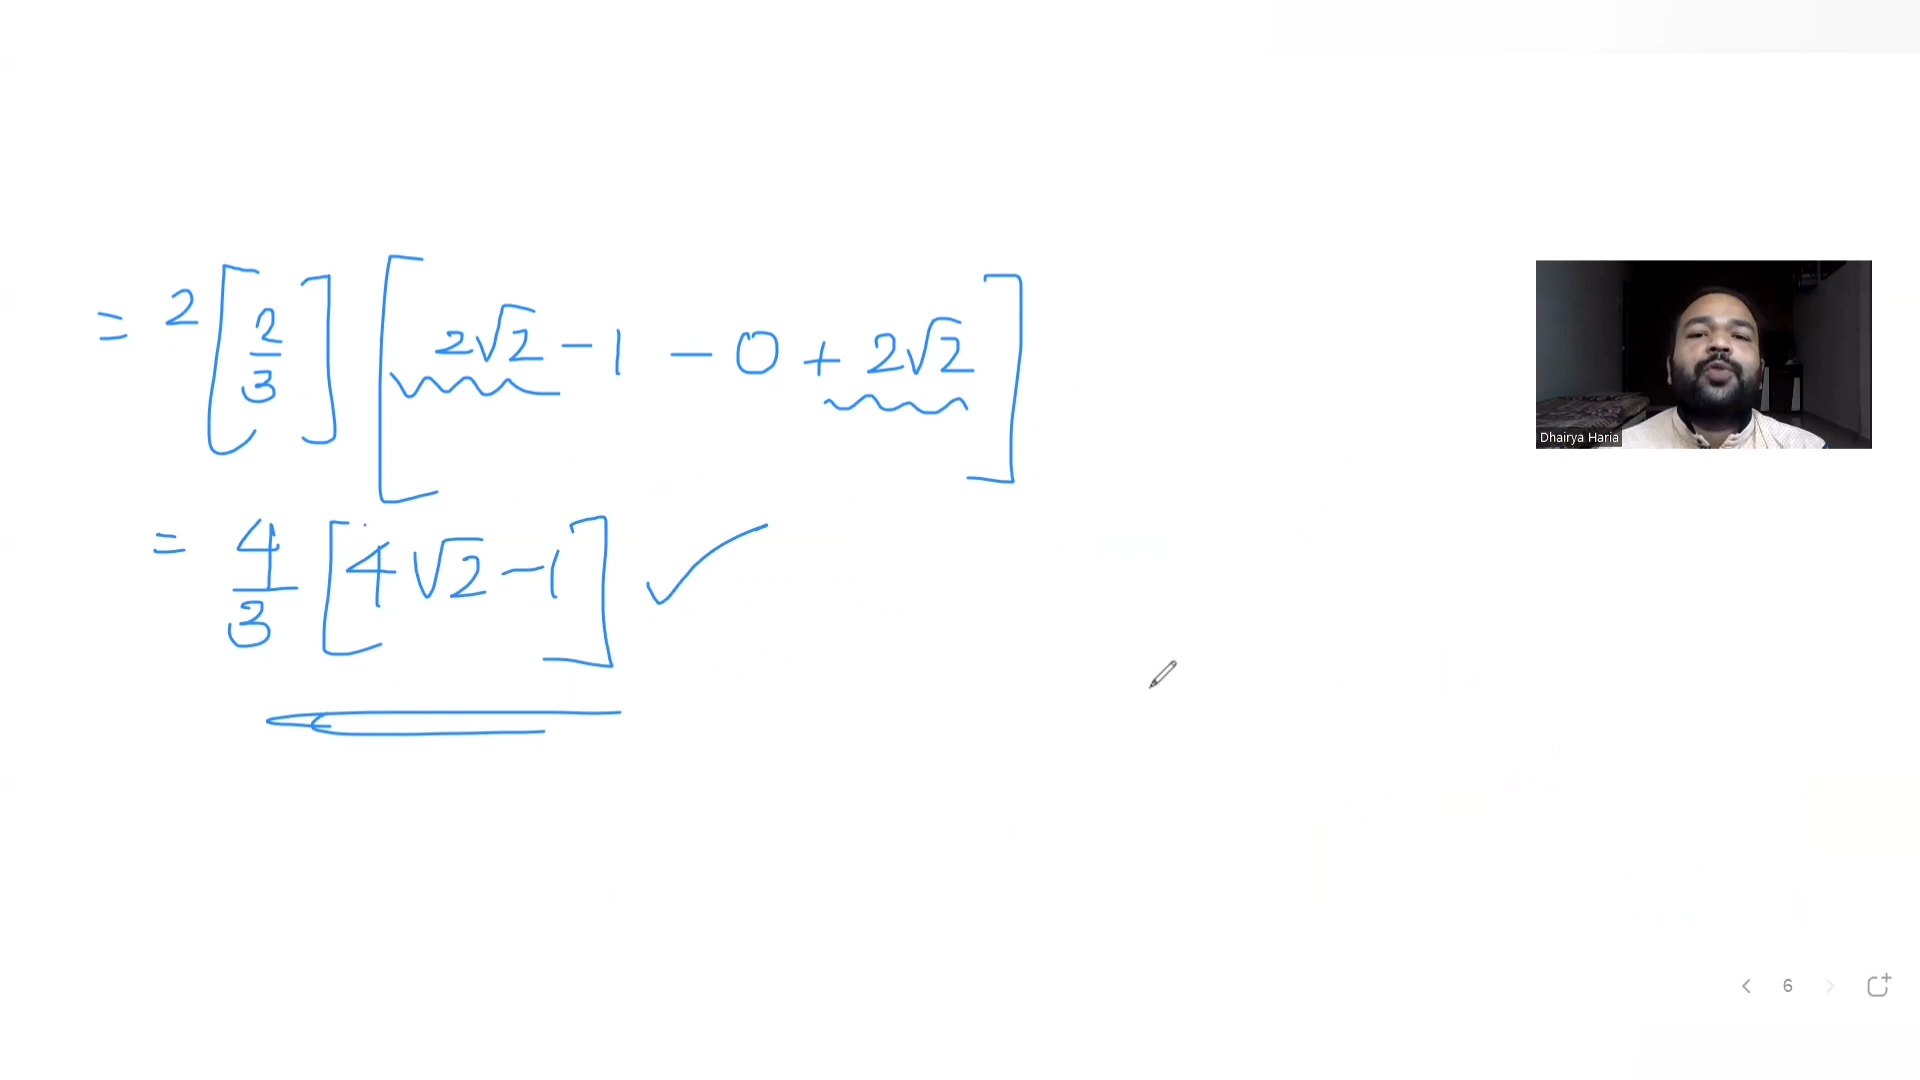 = 2 [2/3] [2√2 - 1 - 0 + 2√2]
Dhairya Haria
= 4/3 [4√2 - 1] ✓
6